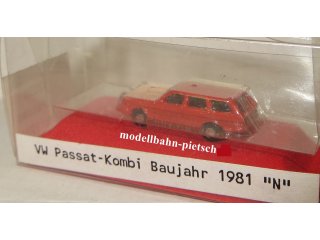 modellbahn-pietsch
VW Passat-Kombi Baujahr 1981 "N"